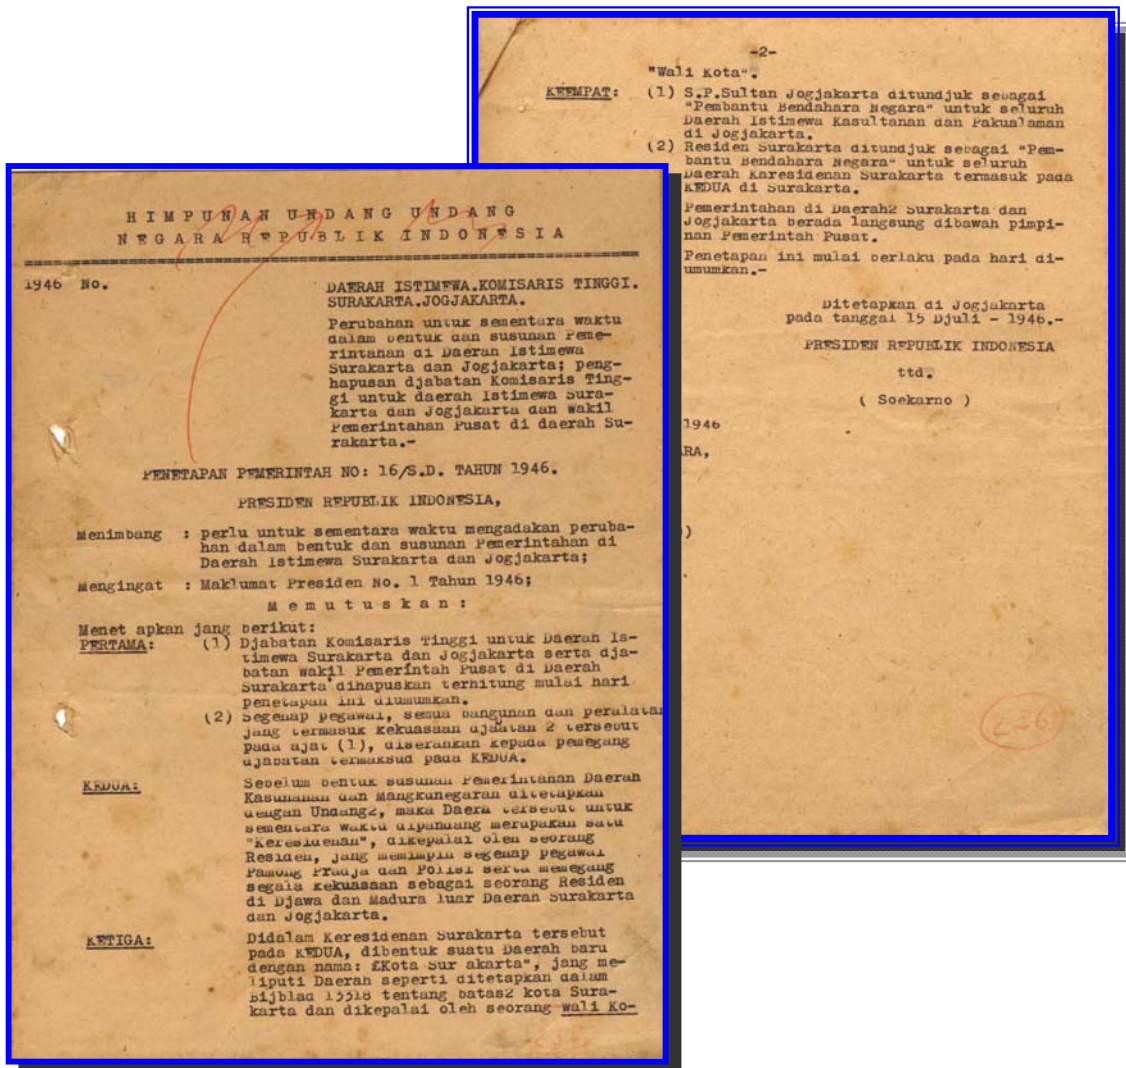 HIMPUNAN UNDANG UNDANG
NEGARA REPUBLIK INDONESIA
1946 No.
DAERAH ISTIMEWA.KOMISARIS TINGGI.
SURAKARTA.JOGJAKARTA.
Perubahan untuk sementara waktu
dalam bentuk dan susunan Peme-
rintahan di Daerah Istimewa
Surakarta dan Jogjakarta; peng-
hapusan djabatan Komisaris Ting-
gi untuk daerah Istimewa Sura-
karta dan Jogjakarta dan Wakil
Pemerintahan Pusat di daerah Su-
rakarta.-
PENETAPAN PEMERINTAH NO: 16/S.D. TAHUN 1946.
PRESIDEN REPUBLIK INDONESIA,
Menimbang : perlu untuk sementara waktu mengadakan peruba-
han dalam bentuk dan susunan Pemerintahan di
Daerah Istimewa Surakarta dan Jogjakarta;
Mengingat : Maklumat Presiden No. 1 Tahun 1946;
Memutuskan:
Menet apkan jang berikut:
PERTAMA: (1) Djabatan Komisaris Tinggi untuk Daerah Is-
timewa Surakarta dan Jogjakarta serta dja-
batan Wakil Pemerintah Pusat di Daerah
Surakarta dihapuskan terhitung mulai hari
penetapan ini diumumkan.
(2) Segenap pegawai, semua bangunan dan peralatan
jang termasuk kekuasaan djabatan 2 tersebut
pada ajat (1), diserahkan kepada pemegang
djabatan termaksud pada KEDUA.
KEDUA: Sebelum bentuk susunan Pemerintahan Daerah
Kasunanan dan Mangkunegaran ditetapkan
dengan Undang2, maka Daera tersebut untuk
sementara waktu dipandang merupakan satu
"Keresidenan", dikepalai oleh seorang
Residen, jang memimpin segenap pegawai
Pamong Pradja dan Polisi serta memegang
segala kekuasaan sebagai seorang Residen
di Djawa dan Madura luar Daerah Surakarta
dan Jogjakarta.
KETIGA: Didalam Keresidenan Surakarta tersebut
pada KEDUA, dibentuk suatu Daerah baru
dengan nama: £Kota Sur akarta", jang me-
liputi Daerah seperti ditetapkan dalam
Bijblad 13518 tentang batas2 kota Sura-
karta dan dikepalai oleh seorang Wali Ko-
-2-
"Wali Kota".
KEEMPAT: (1) S.P.Sultan Jogjakarta ditundjuk sebagai
"Pembantu Bendahara Negara" untuk seluruh
Daerah Istimewa Kasultanan dan Pakualaman
di Jogjakarta.
(2) Residen Surakarta ditundjuk sebagai "Pem-
bantu Bendahara Negara" untuk seluruh
Daerah Karesidenan Surakarta termasuk pada
KEDUA di Surakarta.
Pemerintahan di Daerah2 Surakarta dan
Jogjakarta berada langsung dibawah pimpi-
nan Pemerintah Pusat.
Penetapan ini mulai berlaku pada hari di-
umumkan.-
Ditetapkan di Jogjakarta
pada tanggal 15 Djuli - 1946.-
PRESIDEN REPUBLIK INDONESIA
ttd.
( Soekarno )
1946
RA,
)